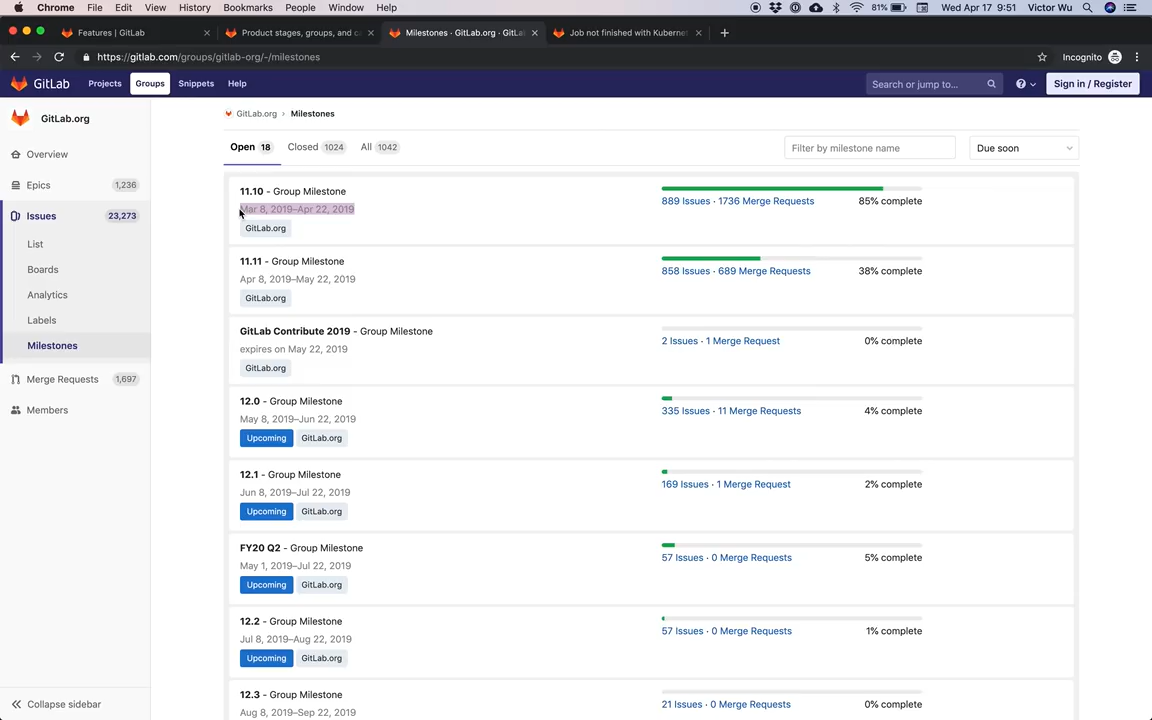 Chrome File Edit View History Bookmarks People Window Help 81% Wed Apr 17 9:51 Victor Wu
Features | GitLab
Product stages, groups, and c
Milestones · GitLab.org · GitLa
Job not finished with Kuberne
https://gitlab.com/groups/gitlab-org/-/milestones Incognito
GitLab Projects Groups Snippets Help Search or jump to... Sign in / Register
GitLab.org
Overview
Epics 1,236
Issues 23,273
List
Boards
Analytics
Labels
Milestones
Merge Requests 1,697
Members
Collapse sidebar
GitLab.org › Milestones
Open 18 Closed 1024 All 1042 Filter by milestone name Due soon
11.10 - Group Milestone
Mar 8, 2019–Apr 22, 2019
GitLab.org
889 Issues · 1736 Merge Requests 85% complete
11.11 - Group Milestone
Apr 8, 2019–May 22, 2019
GitLab.org
858 Issues · 689 Merge Requests 38% complete
GitLab Contribute 2019 - Group Milestone
expires on May 22, 2019
GitLab.org
2 Issues · 1 Merge Request 0% complete
12.0 - Group Milestone
May 8, 2019–Jun 22, 2019
Upcoming GitLab.org
335 Issues · 11 Merge Requests 4% complete
12.1 - Group Milestone
Jun 8, 2019–Jul 22, 2019
Upcoming GitLab.org
169 Issues · 1 Merge Request 2% complete
FY20 Q2 - Group Milestone
May 1, 2019–Jul 22, 2019
Upcoming GitLab.org
57 Issues · 0 Merge Requests 5% complete
12.2 - Group Milestone
Jul 8, 2019–Aug 22, 2019
Upcoming GitLab.org
57 Issues · 0 Merge Requests 1% complete
12.3 - Group Milestone
Aug 8, 2019–Sep 22, 2019
21 Issues · 0 Merge Requests 0% complete